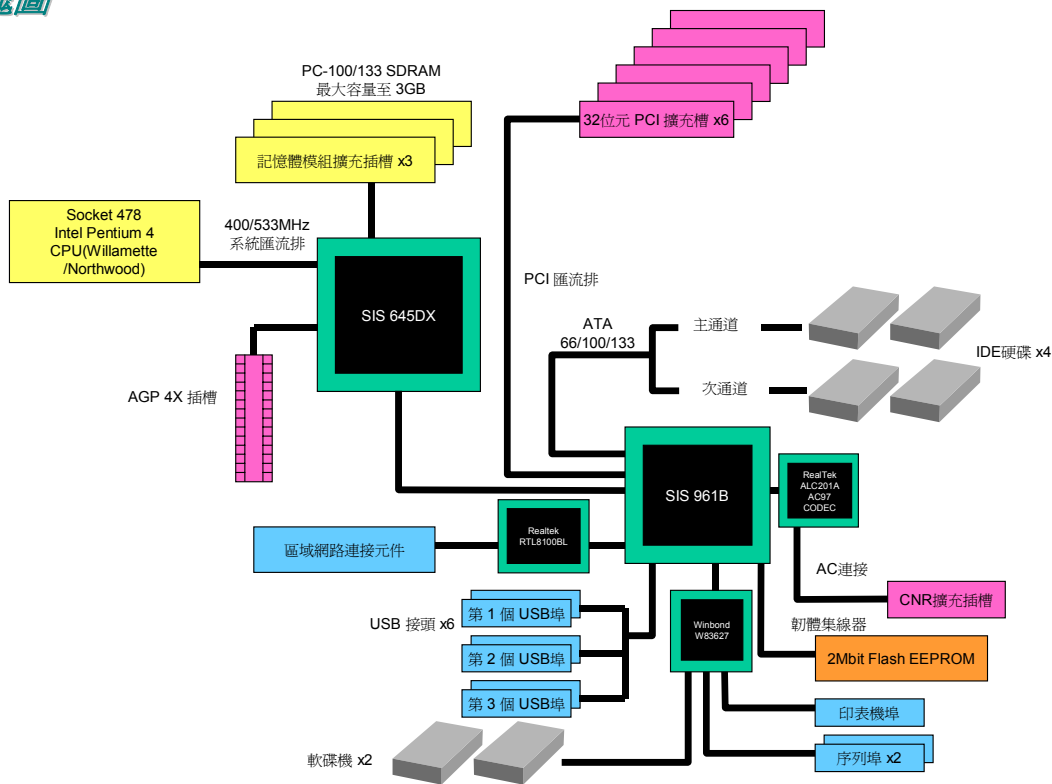 PC-100/133 SDRAM
最大容量至 3GB
32位元 PCI 擴充槽 x6
記憶體模組擴充插槽 x3
Socket 478
Intel Pentium 4
CPU(Willamette
/Northwood)
400/533MHz
系統匯流排
SIS 645DX
PCI 匯流排
ATA
66/100/133
主通道
次通道
IDE硬碟 x4
AGP 4X 插槽
SIS 961B
RealTek
ALC201A
AC97
CODEC
Realtek
RTL8100BL
區域網路連接元件
AC連接
CNR擴充插槽
USB 接頭 x6
第 1 個 USB埠
第 2 個 USB埠
第 3 個 USB埠
Winbond
W83627
韌體集線器
2Mbit Flash EEPROM
印表機埠
序列埠 x2
軟碟機 x2